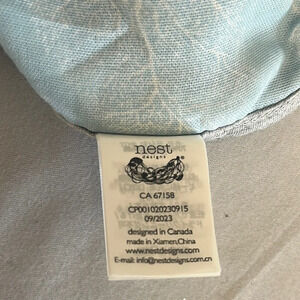 nest
designs
CA 67158
CP001020230915
09/2023
designed in Canada
made in Xiamen,China
www.nestdesigns.com
E-mail: info@nestdesigns.com.cn